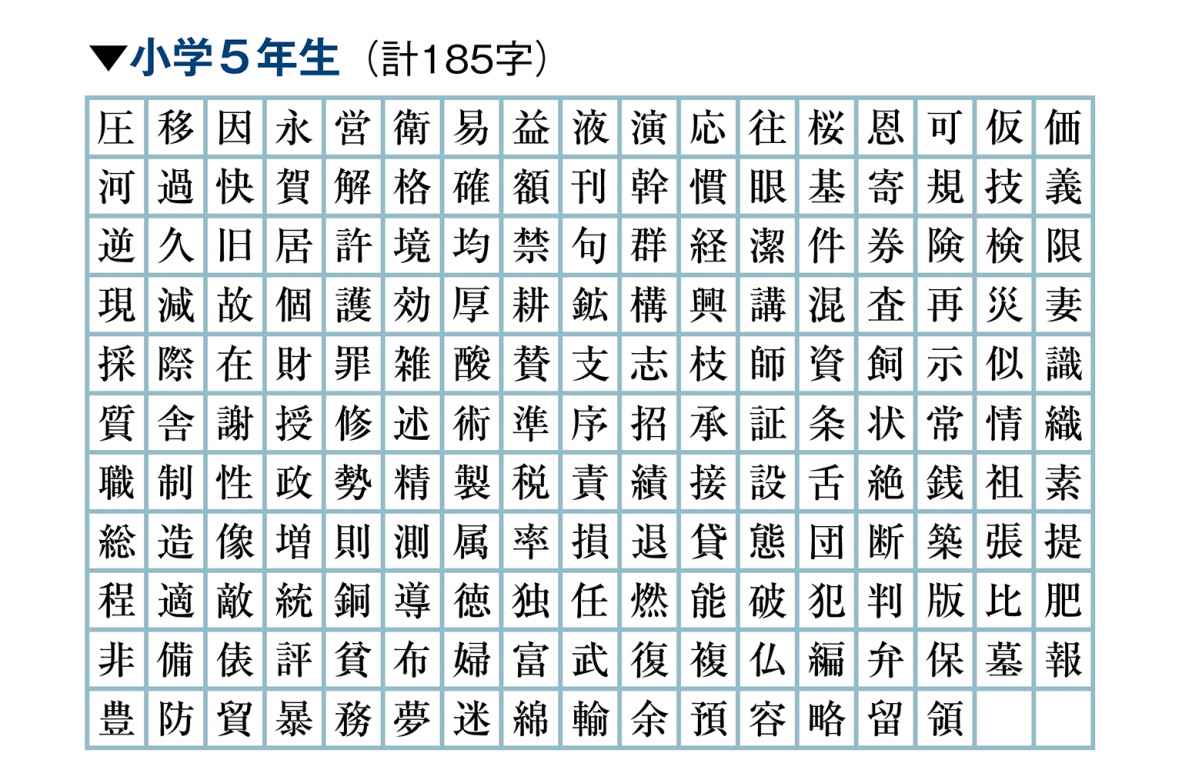 ▼小学5年生（計185字）
圧移因永営衛易益液演応往桜恩可仮価
河過快賀解格確額刊幹慣眼基寄規技義
逆久旧居許境均禁句群経潔件券険検限
現減故個護効厚耕鉱構興講混査再災妻
採際在財罪雑酸賛支志枝師資飼示似識
質舎謝授修述術準序招承証条状常情織
職制性政勢精製税責績接設舌絶銭祖素
総造像増則測属率損退貸態団断築張提
程適敵統銅導徳独任燃能破犯判版比肥
非備俵評貧布婦富武復複仏編弁保墓報
豊防貿暴務夢迷綿輸余預容略留領